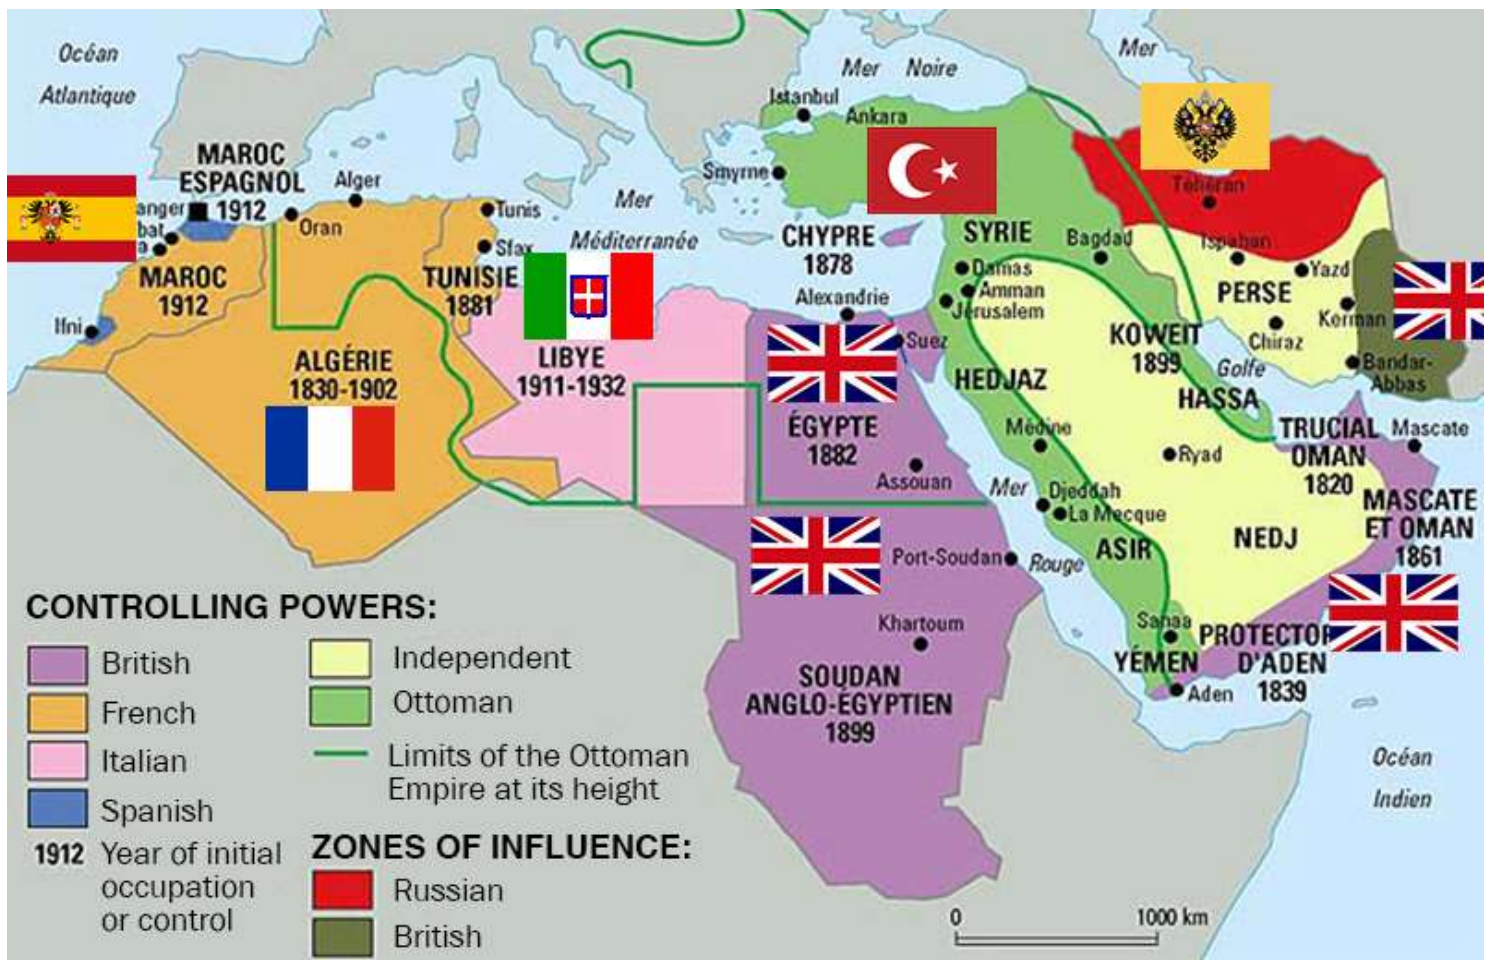 Océan
Atlantique
Mer
Mer Noire
Istanbul
Ankara
MAROC
ESPAGNOL
1912
Alger
Smyrne
Téhéran
anger
bat
a
Oran
Tunis
Mer
Méditerranée
CHYPRE
1878
SYRIE
Bagdad
Ispahan
Sfax
MAROC
1912
TUNISIE
1881
Damas
Amman
Jérusalem
Yazd
PERSE
Kerman
Alexandrie
Ifni
Suez
KOWEIT
1899
Chiraz
ALGÉRIE
1830-1902
LIBYE
1911-1932
HEDJAZ
Golfe
Bandar-
Abbas
HASSA
ÉGYPTE
1882
Médine
TRUCIAL
OMAN
1820
Mascate
Ryad
Assouan
Mer
Rouge
Djeddah
La Mecque
MASCATE
ET OMAN
1861
ASIR
NEDJ
Port-Soudan
Khartoum
Sanaa
PROTECTOR
D'ADEN
1839
YÉMEN
Aden
SOUDAN
ANGLO-ÉGYPTIEN
1899
Océan
Indien
CONTROLLING POWERS:
British
French
Italian
Spanish
1912 Year of initial
occupation
or control
Independent
Ottoman
Limits of the Ottoman
Empire at its height
ZONES OF INFLUENCE:
Russian
British
0 1000 km